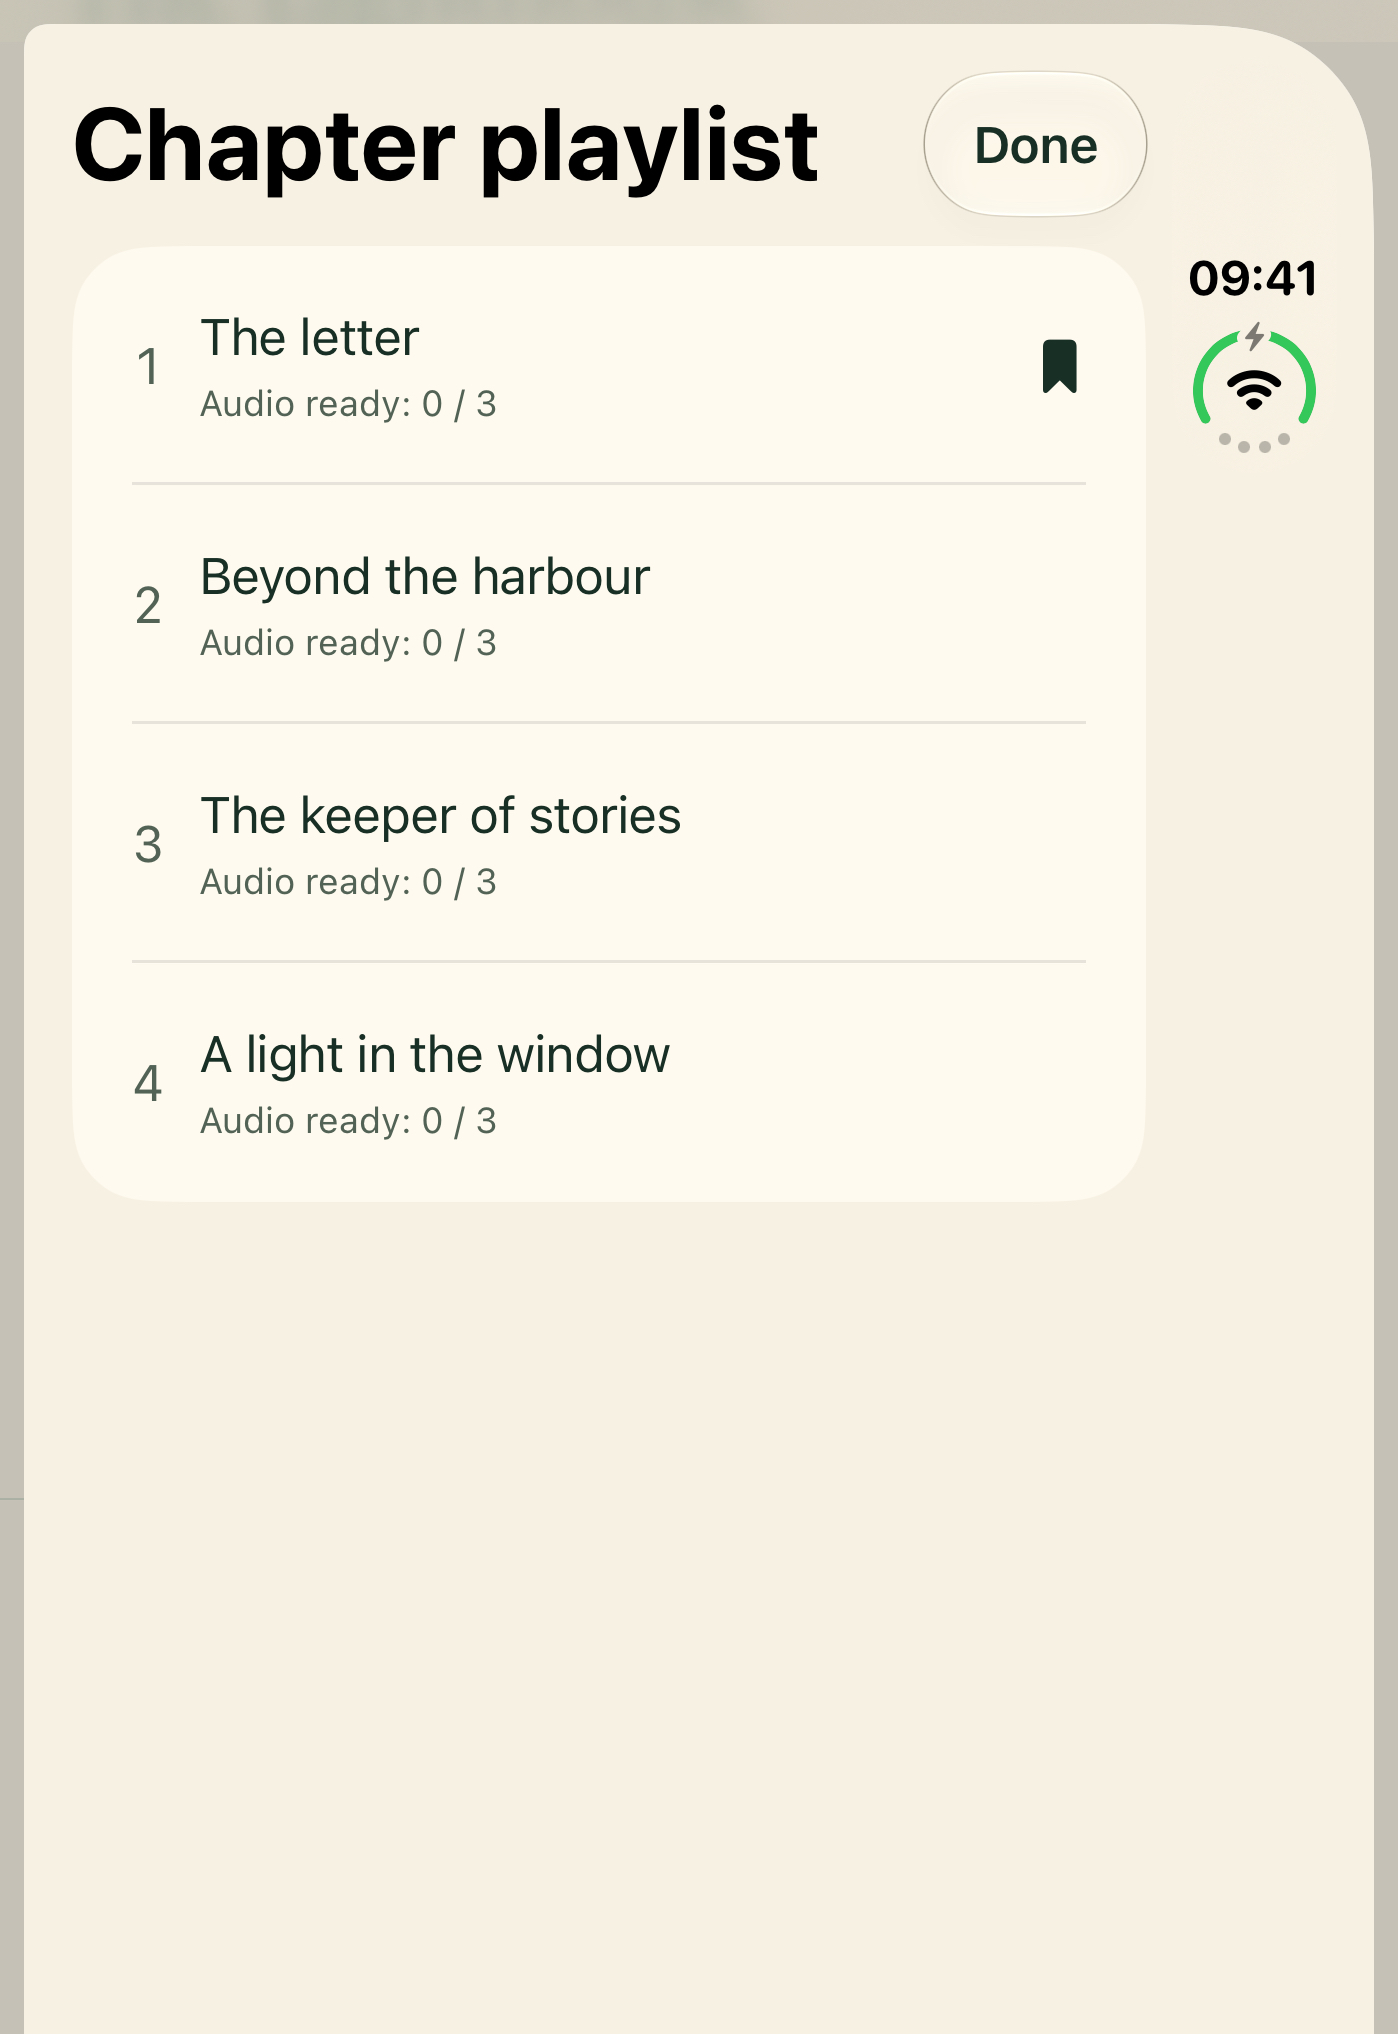 Chapter playlist
Done
09:41
1
The letter
Audio ready: 0 / 3
2
Beyond the harbour
Audio ready: 0 / 3
3
The keeper of stories
Audio ready: 0 / 3
4
A light in the window
Audio ready: 0 / 3